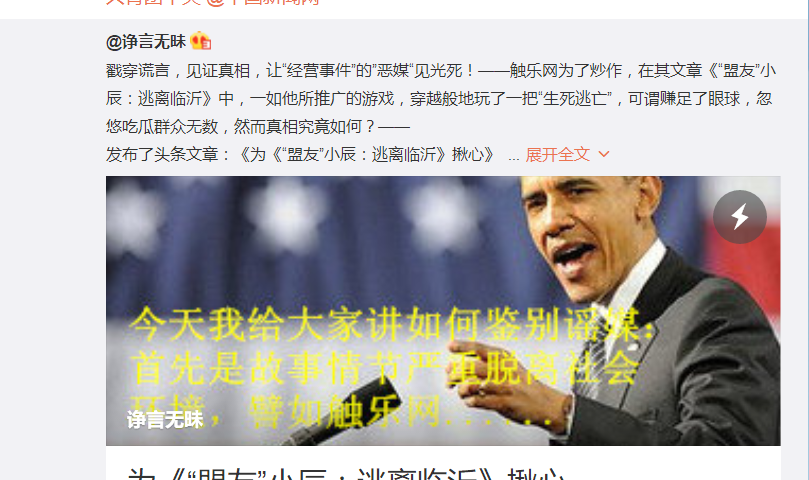 @诤言无昧
戳穿谎言，见证真相，让“经营事件”的”恶媒“见光死！——触乐网为了炒作，在其文章《“盟友”小
辰：逃离临沂》中，一如他所推广的游戏，穿越般地玩了一把“生死逃亡”，可谓赚足了眼球，忽
悠吃瓜群众无数，然而真相究竟如何？——
发布了头条文章：《为《“盟友”小辰：逃离临沂》揪心》 ... 展开全文
今天我给大家讲如何鉴别谣媒：
首先是故事情节严重脱离社会
环境，譬如触乐网......
诤言无昧
为《“盟友”小辰：逃离临沂》揪心